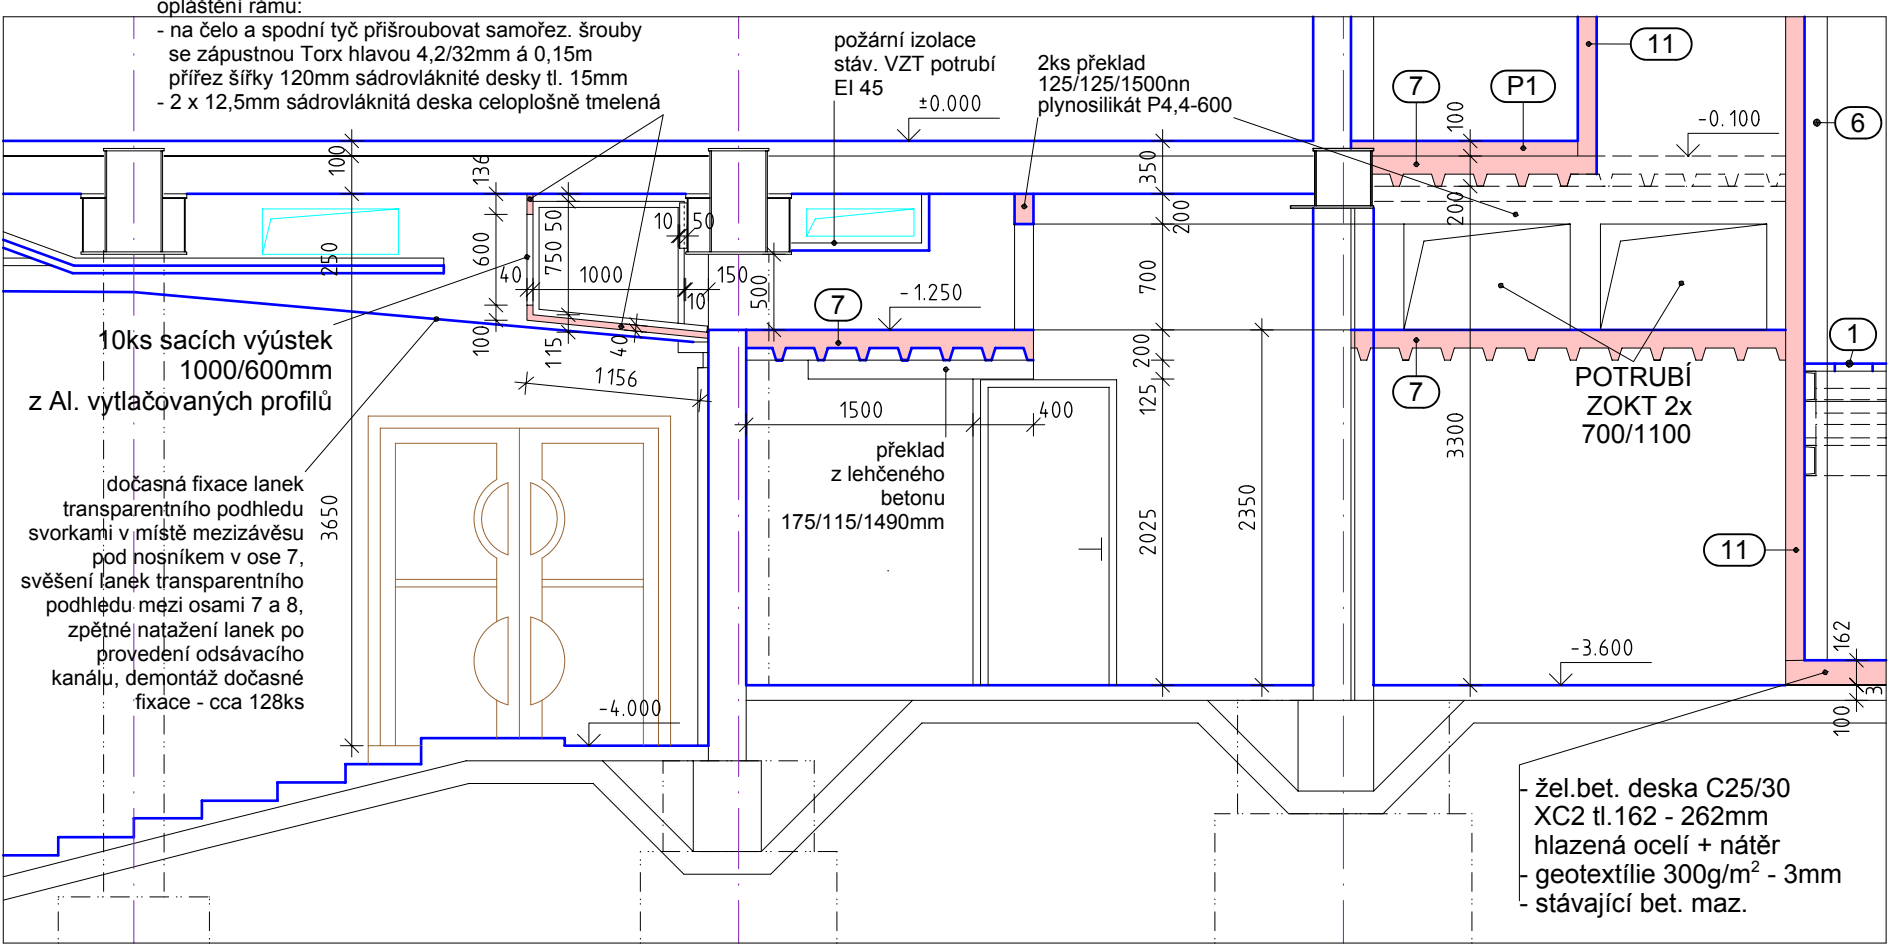 opláštění rámu:
- na čelo a spodní tyč přišroubovat samořez. šrouby
se zápustnou Torx hlavou 4,2/32mm á 0,15m
přířez šířky 120mm sádrovláknité desky tl. 15mm
- 2 x 12,5mm sádrovláknitá deska celoplošně tmelená
požární izolace
stáv. VZT potrubí
EI 45
±0.000
2ks překlad
125/125/1500nn
plynosilikát P4,4-600
7
P1
11
100
-0.100
6
100
136
350
200
200
250
600
750
50
10
50
40
1000
150
10
500
700
-1.250
7
100
115
40
1156
200
125
7
1
10ks sacích výústek
1000/600mm
z Al. vytlačovaných profilů
POTRUBÍ
ZOKT 2x
700/1100
1500
400
3300
překlad
z lehčeného
betonu
175/115/1490mm
dočasná fixace lanek
transparentního podhledu
svorkami v místě mezizávěsu
pod nosníkem v ose 7,
svěšení lanek transparentního
podhledu mezi osami 7 a 8,
zpětné natažení lanek po
provedení odsávacího
kanálu, demontáž dočasné
fixace - cca 128ks
3650
2025
2350
11
-3.600
162
3
100
-4.000
- žel.bet. deska C25/30
XC2 tl.162 - 262mm
hlazená ocelí + nátěr
- geotextílie 300g/m² - 3mm
- stávající bet. maz.